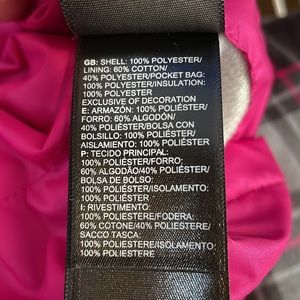 GB: SHELL: 100% POLYESTER/
LINING: 60% COTTON/
40% POLYESTER/POCKET BAG:
100% POLYESTER/INSULATION:
100% POLYESTER
EXCLUSIVE OF DECORATION
E: ARMAZÓN: 100% POLIÉSTER/
FORRO: 60% ALGODÓN/
40% POLIÉSTER/BOLSA CON
BOLSILLO: 100% POLIÉSTER/
AISLAMIENTO: 100% POLIÉSTER
P: TECIDO PRINCIPAL:
100% POLIÉSTER/FORRO:
60% ALGODÃO/40% POLIÉSTER/
BOLSA DE BOLSO:
100% POLIÉSTER/ISOLAMENTO:
100% POLIÉSTER
I: RIVESTIMENTO:
100% POLIESTERE/FODERA:
60% COTONE/40% POLIESTERE/
SACCO TASCA:
100% POLIESTERE/ISOLAMENTO:
100% POLIESTERE